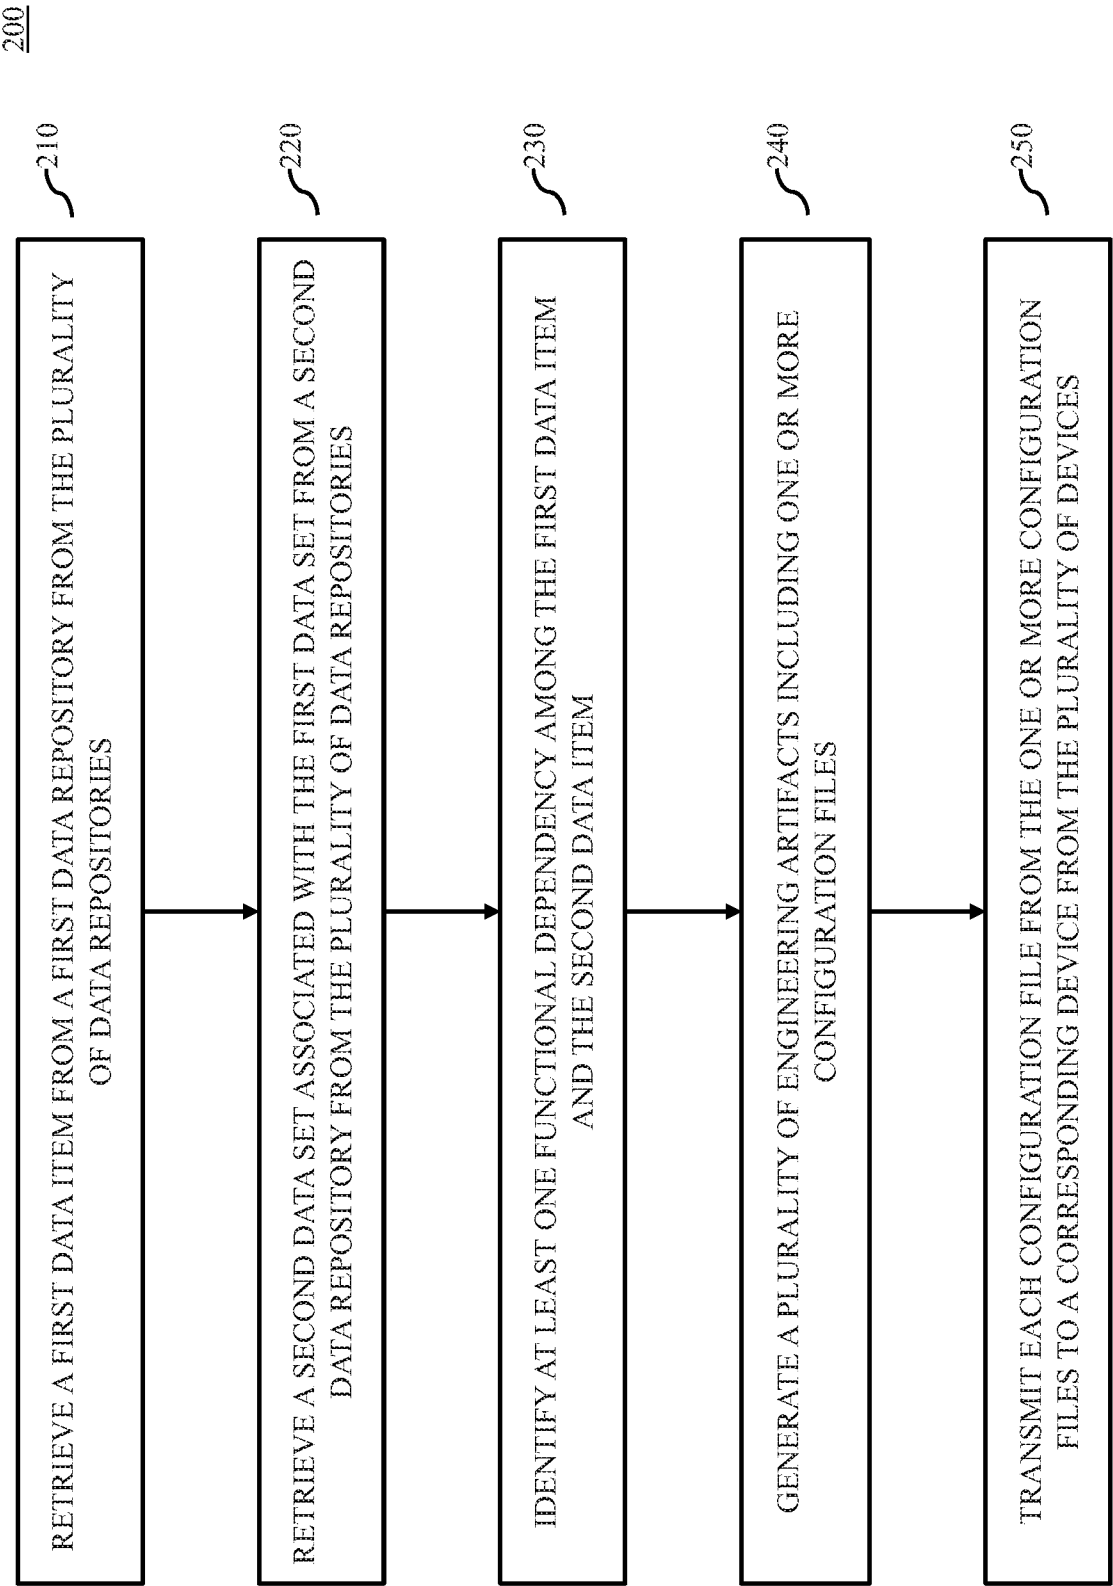 200
210
RETRIEVE A FIRST DATA ITEM FROM A FIRST DATA REPOSITORY FROM THE PLURALITY
OF DATA REPOSITORIES
220
RETRIEVE A SECOND DATA SET ASSOCIATED WITH THE FIRST DATA SET FROM A SECOND
DATA REPOSITORY FROM THE PLURALITY OF DATA REPOSITORIES
230
IDENTIFY AT LEAST ONE FUNCTIONAL DEPENDENCY AMONG THE FIRST DATA ITEM
AND THE SECOND DATA ITEM
240
GENERATE A PLURALITY OF ENGINEERING ARTIFACTS INCLUDING ONE OR MORE
CONFIGURATION FILES
250
TRANSMIT EACH CONFIGURATION FILE FROM THE ONE OR MORE CONFIGURATION
FILES TO A CORRESPONDING DEVICE FROM THE PLURALITY OF DEVICES